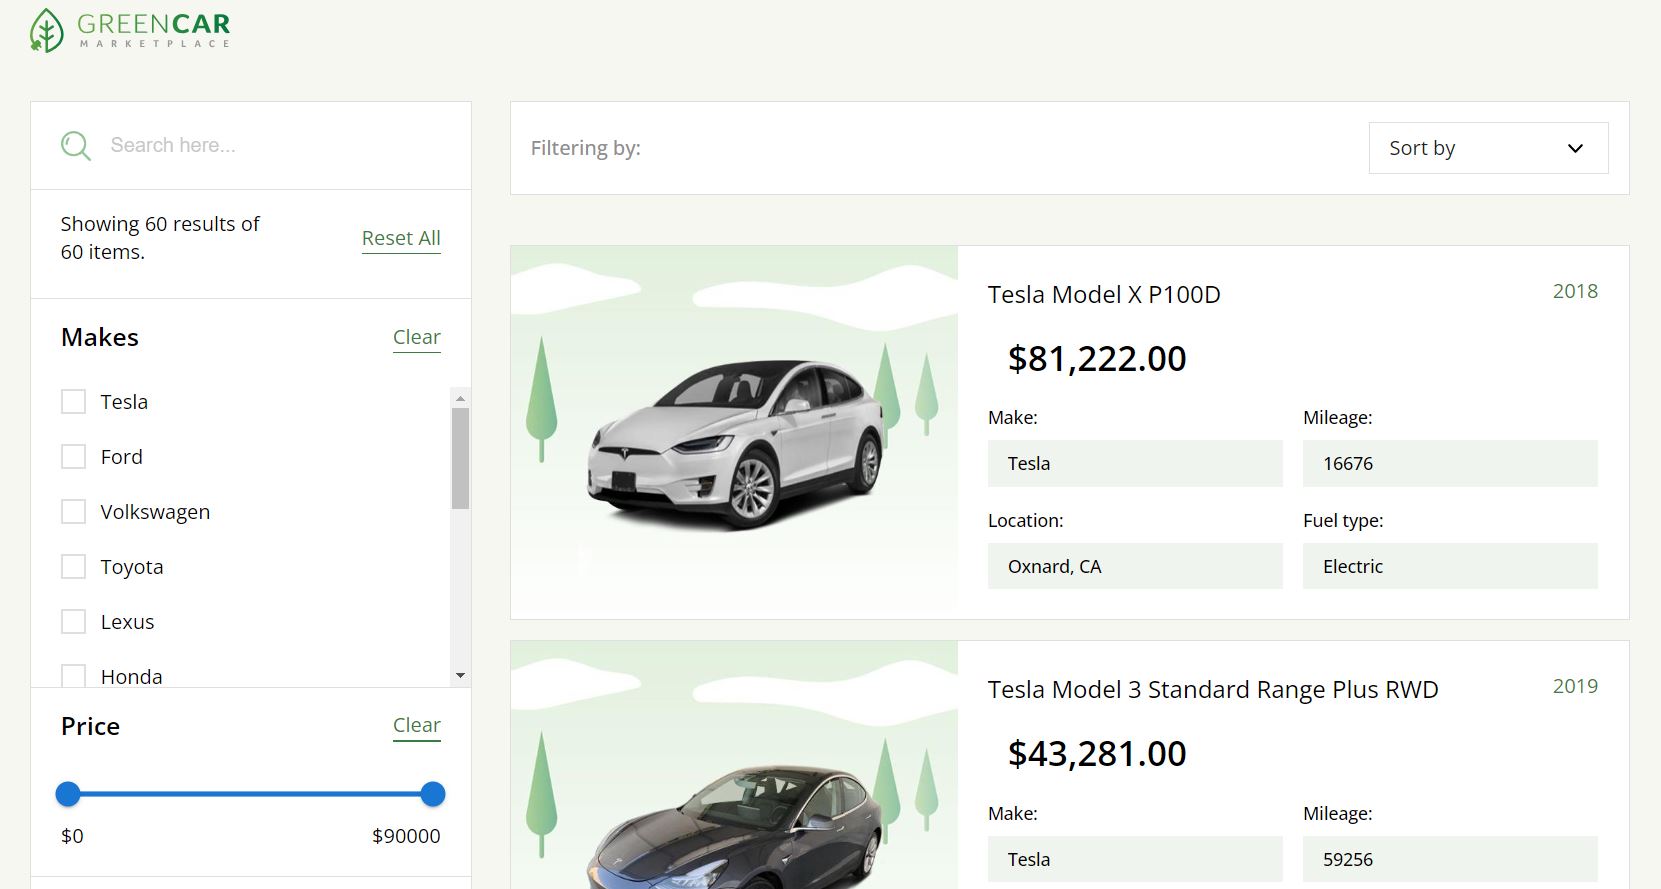 GREENCAR
MARKETPLACE
Search here...
Filtering by:
Sort by
Showing 60 results of
60 items.
Reset All
Makes
Clear
Tesla
Ford
Volkswagen
Toyota
Lexus
Honda
Price
Clear
$0
$90000
Tesla Model X P100D
2018
$81,222.00
Make:
Mileage:
Tesla
16676
Location:
Fuel type:
Oxnard, CA
Electric
Tesla Model 3 Standard Range Plus RWD
2019
$43,281.00
Make:
Mileage:
Tesla
59256